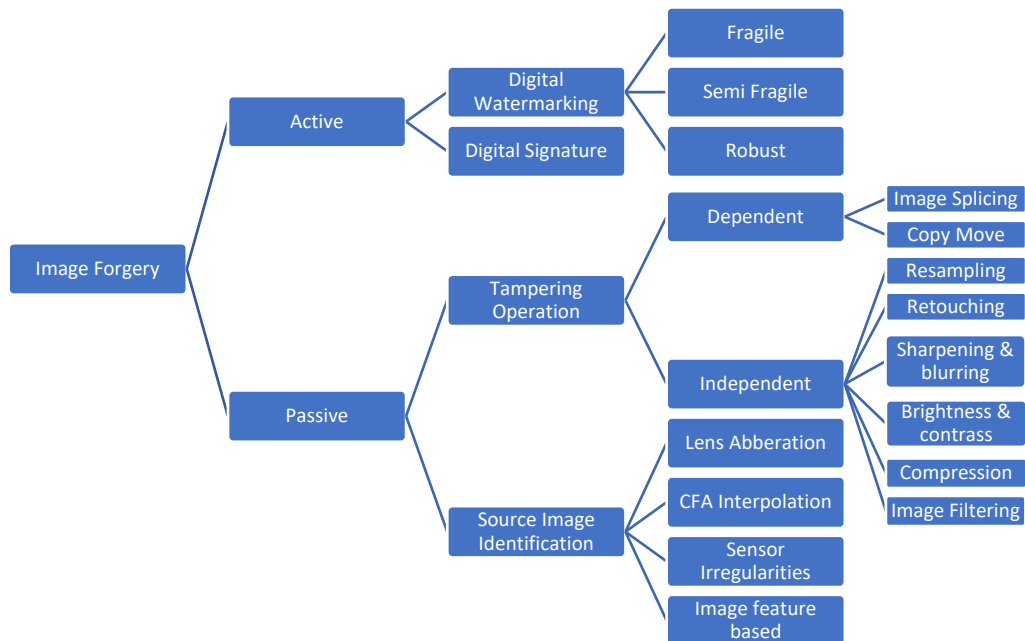 Image Forgery
Active
Digital
Watermarking
Fragile
Semi Fragile
Robust
Digital Signature
Passive
Tampering
Operation
Dependent
Image Splicing
Copy Move
Independent
Resampling
Retouching
Sharpening &
blurring
Brightness &
contrass
Compression
Image Filtering
Source Image
Identification
Lens Abberation
CFA Interpolation
Sensor
Irregularities
Image feature
based